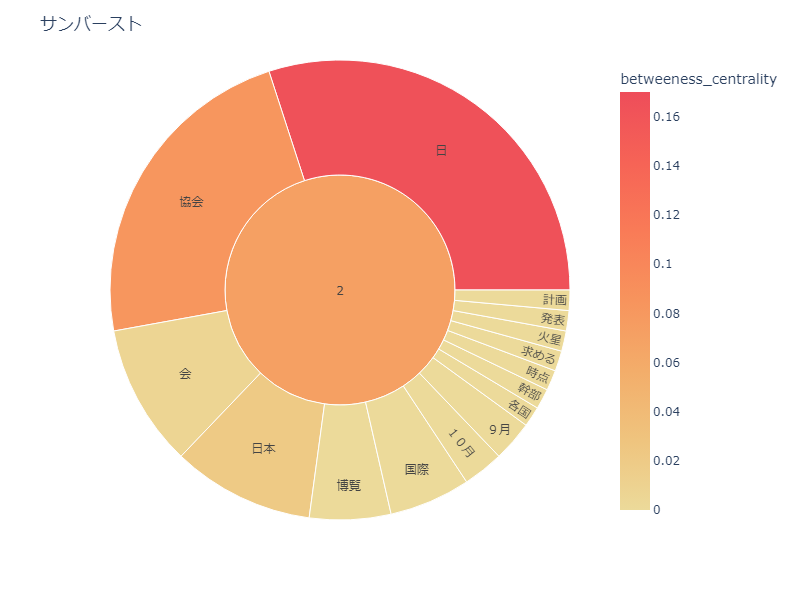 サンバースト
betweeness_centrality
日
協会
2
会
日本
博覧
国際
１０月
９月
各国
幹部
時点
求める
火星
発表
計画
0.16
0.14
0.12
0.1
0.08
0.06
0.04
0.02
0